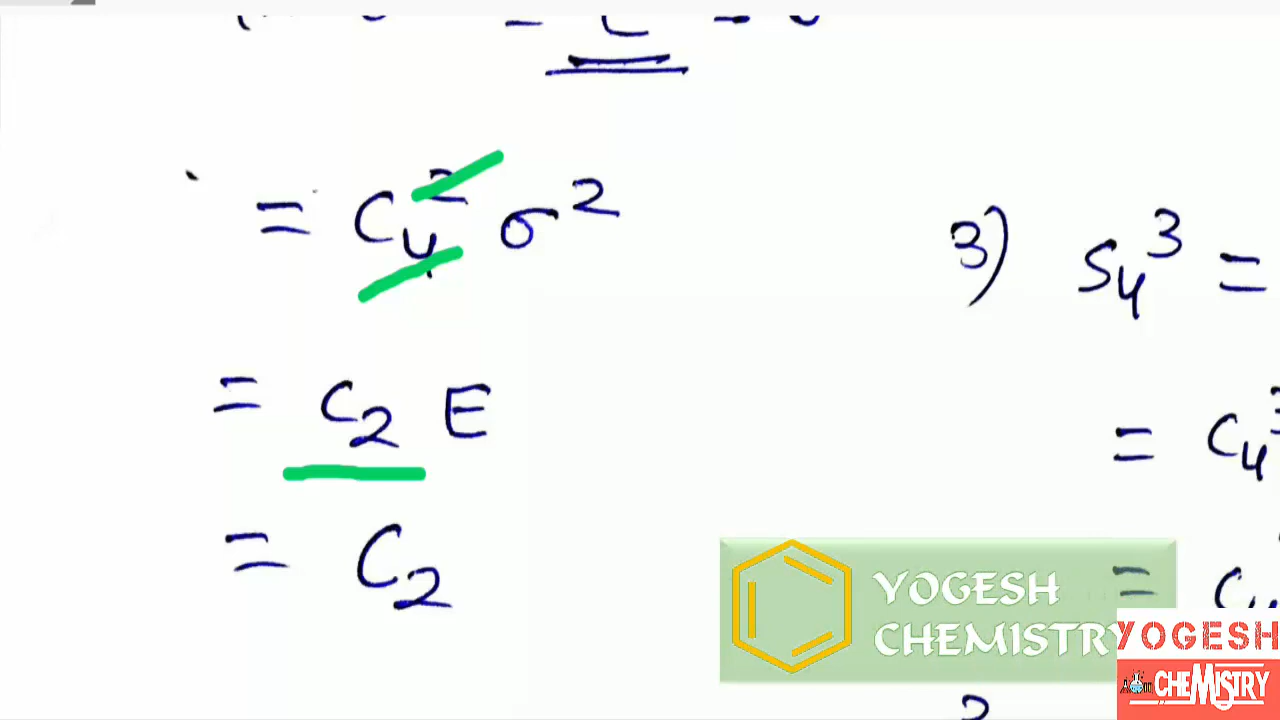 = C₄² σ²
= C₂ E
= C₂
3) S₄³ =
= C₄³
=
YOGESH
CHEMISTRY
YOGESH
CHEMISTRY